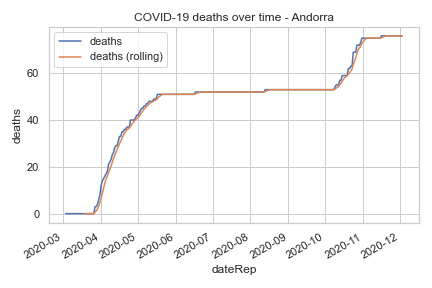 COVID-19 deaths over time - Andorra
deaths
deaths (rolling)
60
40
20
0
deaths
2020-03
2020-04
2020-05
2020-06
2020-07
2020-08
2020-09
2020-10
2020-11
2020-12
dateRep